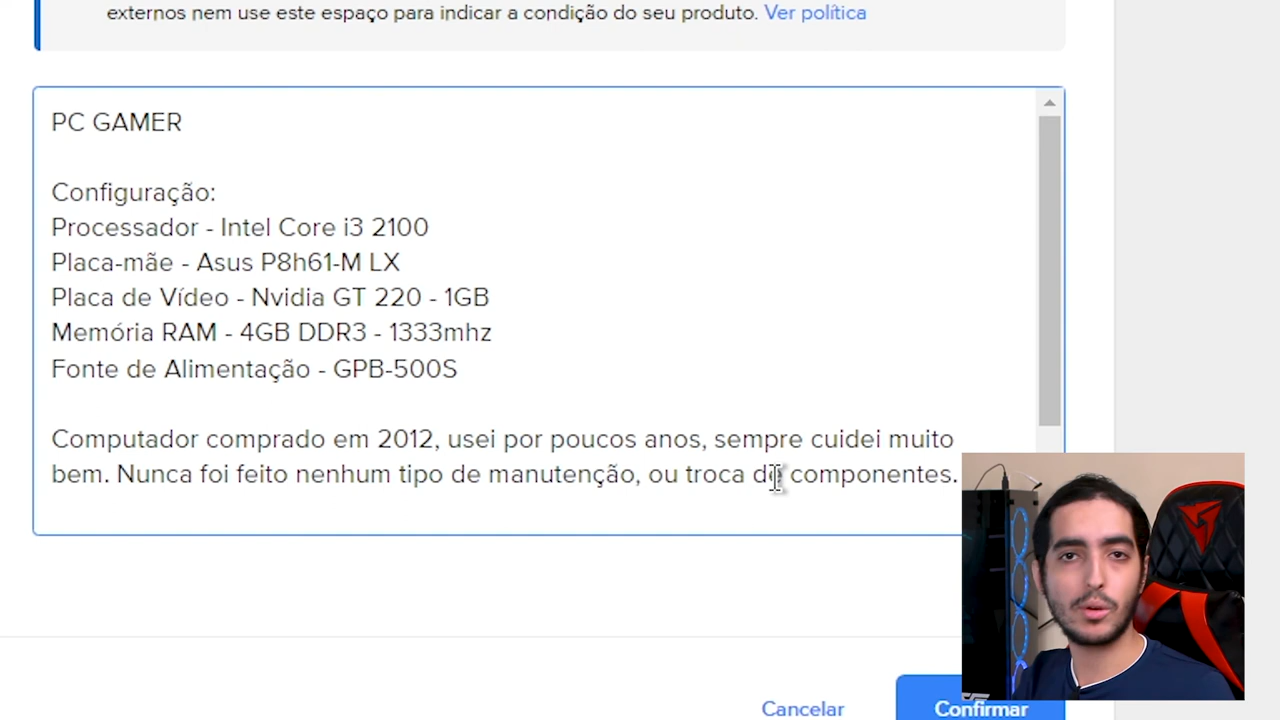 externos nem use este espaço para indicar a condição do seu produto. Ver política
PC GAMER
Configuração:
Processador - Intel Core i3 2100
Placa-mãe - Asus P8h61-M LX
Placa de Vídeo - Nvidia GT 220 - 1GB
Memória RAM - 4GB DDR3 - 1333mhz
Fonte de Alimentação - GPB-500S
Computador comprado em 2012, usei por poucos anos, sempre cuidei muito
bem. Nunca foi feito nenhum tipo de manutenção, ou troca de componentes.
Cancelar
Confirmar